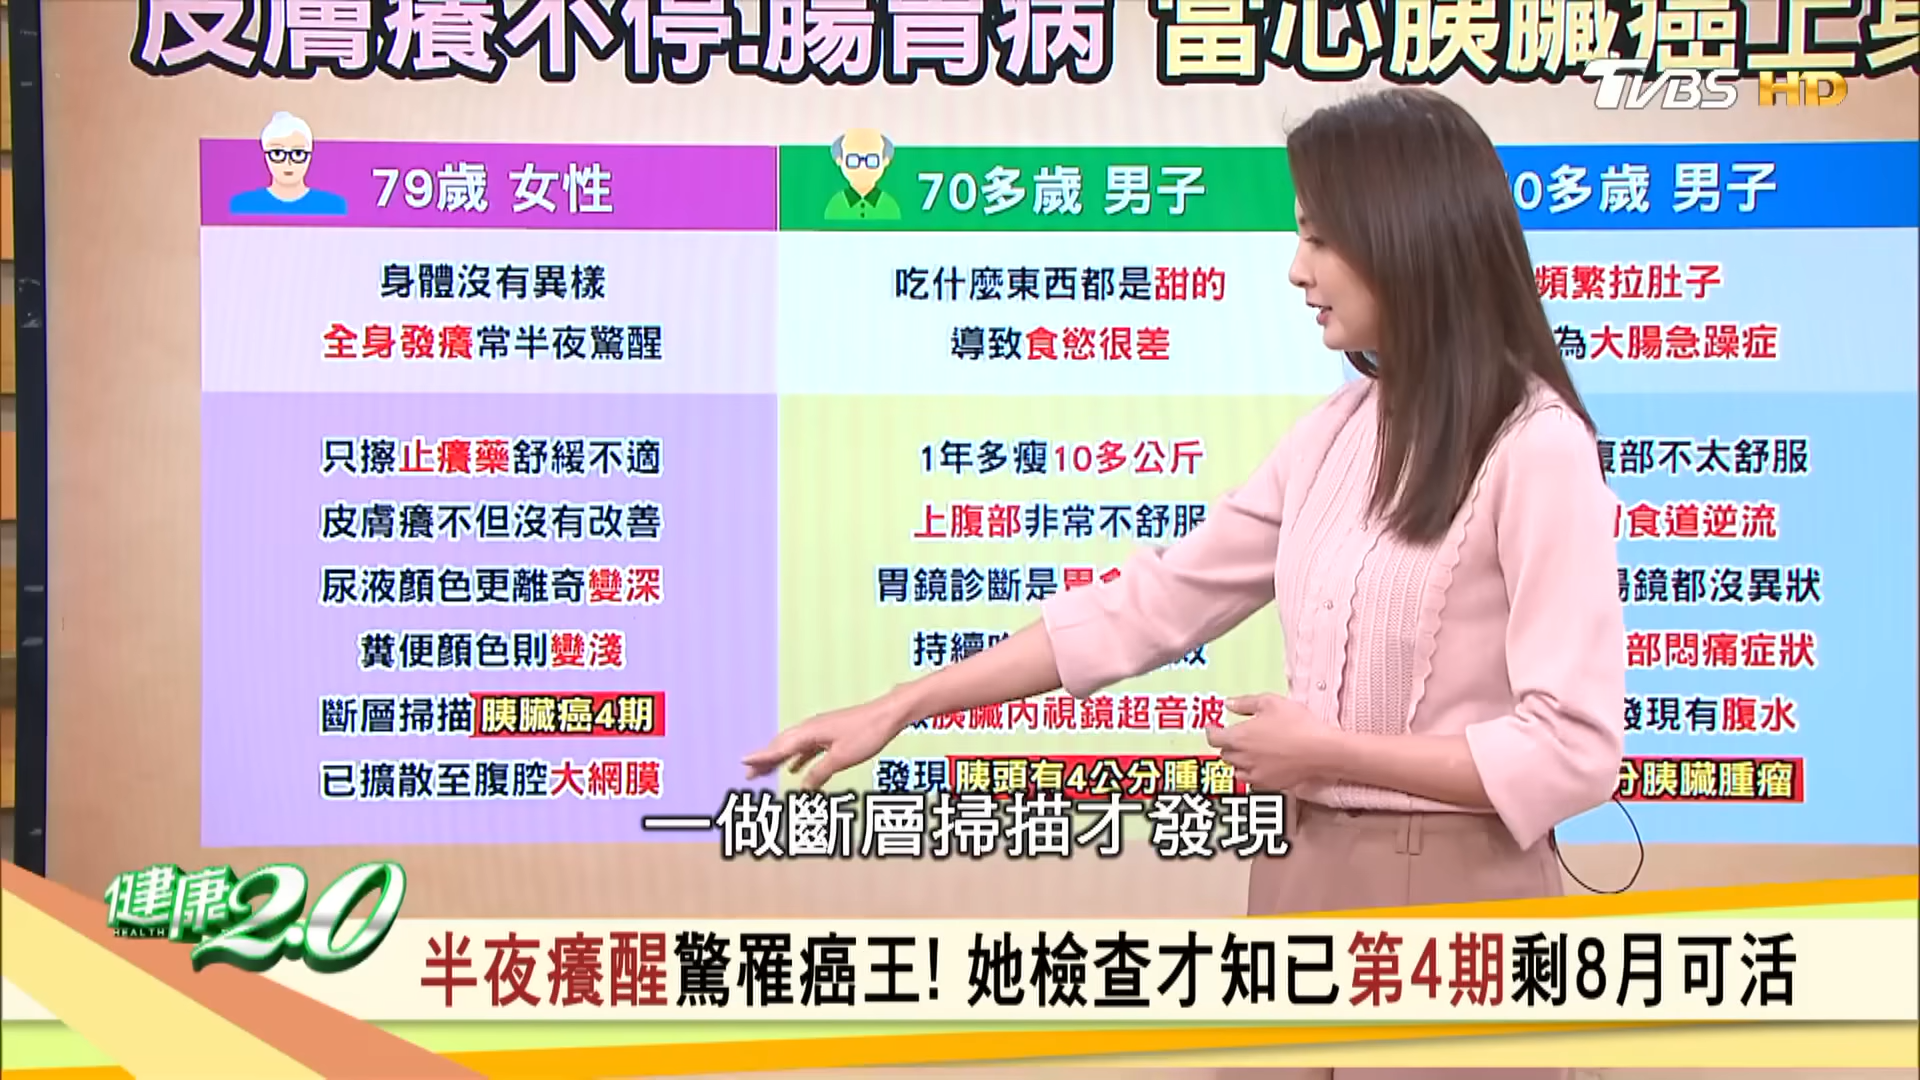 皮膚癢不停.腸胃病 當心胰臟癌上身
TVBS HD
79歲 女性
身體沒有異樣
全身發癢常半夜驚醒
只擦止癢藥舒緩不適
皮膚癢不但沒有改善
尿液顏色更離奇變深
糞便顏色則變淺
斷層掃描胰臟癌4期
已擴散至腹腔大網膜
70多歲 男子
吃什麼東西都是甜的
導致食慾很差
1年多瘦10多公斤
上腹部非常不舒服
胃鏡診斷是胃食
持續
胰臟內視鏡超音波
發現胰頭有4公分腫瘤
0多歲 男子
頻繁拉肚子
為大腸急躁症
腹部不太舒服
胃食道逆流
腸鏡都沒異狀
部悶痛症狀
發現有腹水
分胰臟腫瘤
一做斷層掃描才發現
健康2.0
HEALTH
半夜癢醒驚罹癌王! 她檢查才知已第4期剩8月可活